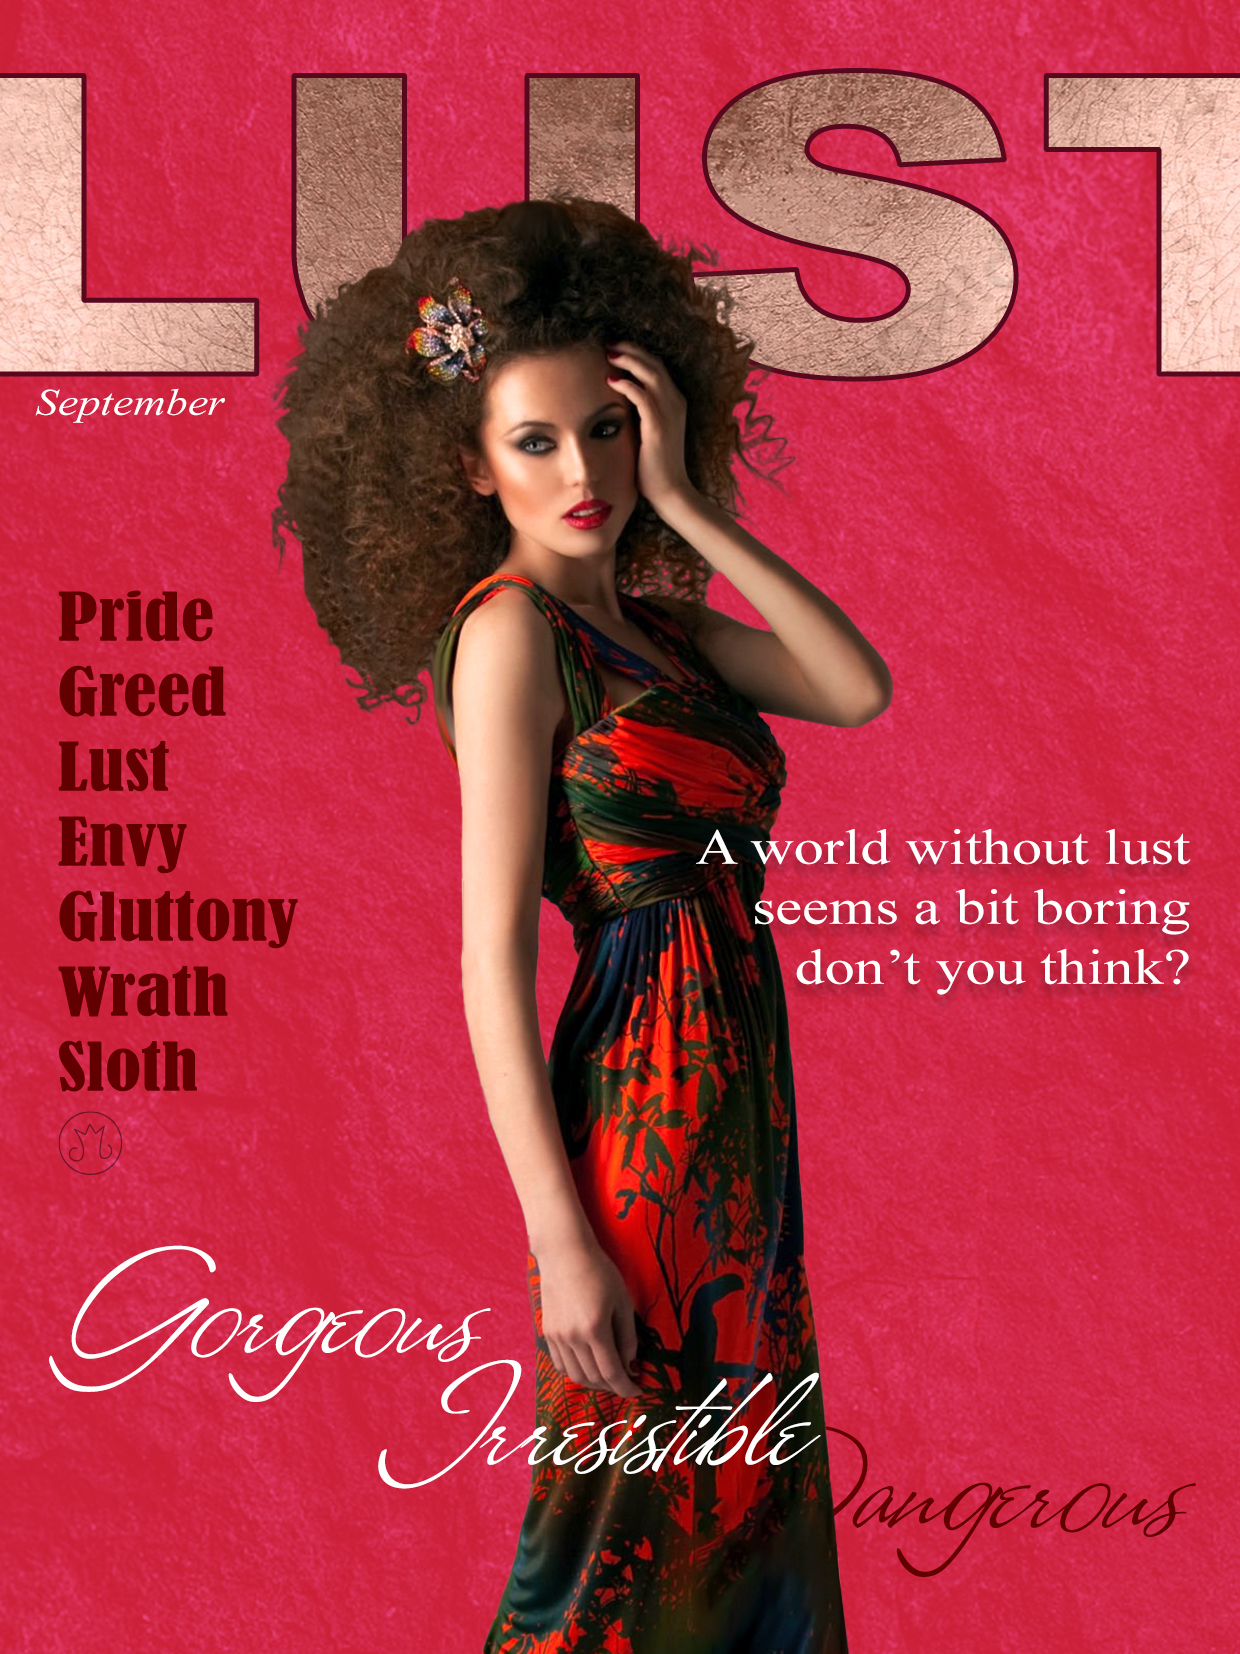 LUST
September
Pride
Greed
Lust
Envy
Gluttony
Wrath
Sloth
A world without lust
seems a bit boring
don’t you think?
Gorgeous
Irresistible
Dangerous